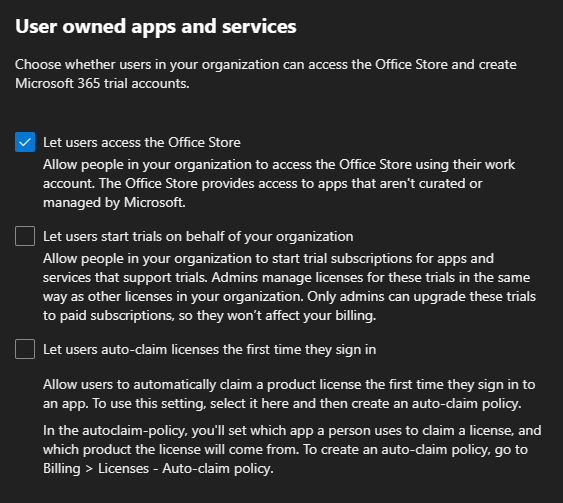 User owned apps and services
Choose whether users in your organization can access the Office Store and create
Microsoft 365 trial accounts.
Let users access the Office Store
Allow people in your organization to access the Office Store using their work
account. The Office Store provides access to apps that aren't curated or
managed by Microsoft.
Let users start trials on behalf of your organization
Allow people in your organization to start trial subscriptions for apps and
services that support trials. Admins manage licenses for these trials in the same
way as other licenses in your organization. Only admins can upgrade these trials
to paid subscriptions, so they won't affect your billing.
Let users auto-claim licenses the first time they sign in
Allow users to automatically claim a product license the first time they sign in to
an app. To use this setting, select it here and then create an auto-claim policy.
In the autoclaim-policy, you'll set which app a person uses to claim a license, and
which product the license will come from. To create an auto-claim policy, go to
Billing > Licenses - Auto-claim policy.